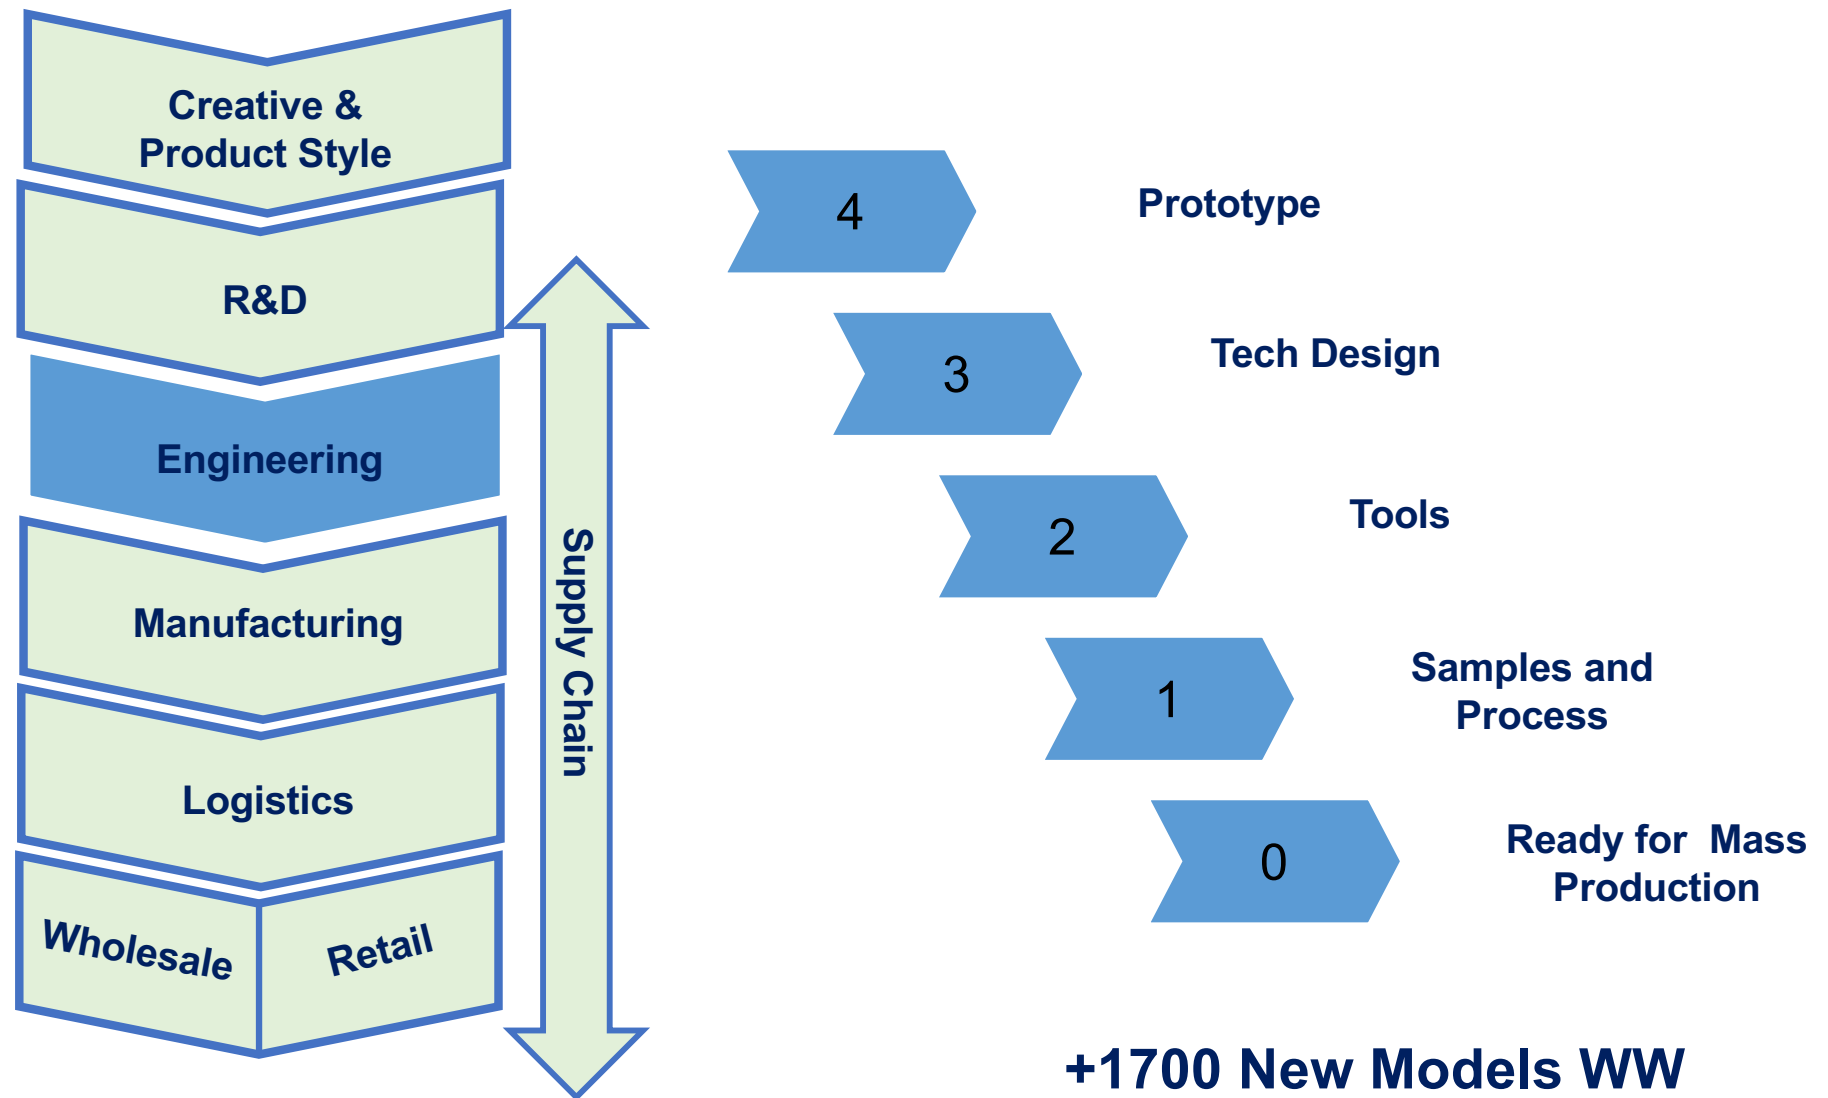 Creative &
Product Style
R&D
Engineering
Manufacturing
Logistics
Wholesale
Retail
Supply Chain
4
Prototype
3
Tech Design
2
Tools
1
Samples and
Process
0
Ready for  Mass
Production
+1700 New Models WW